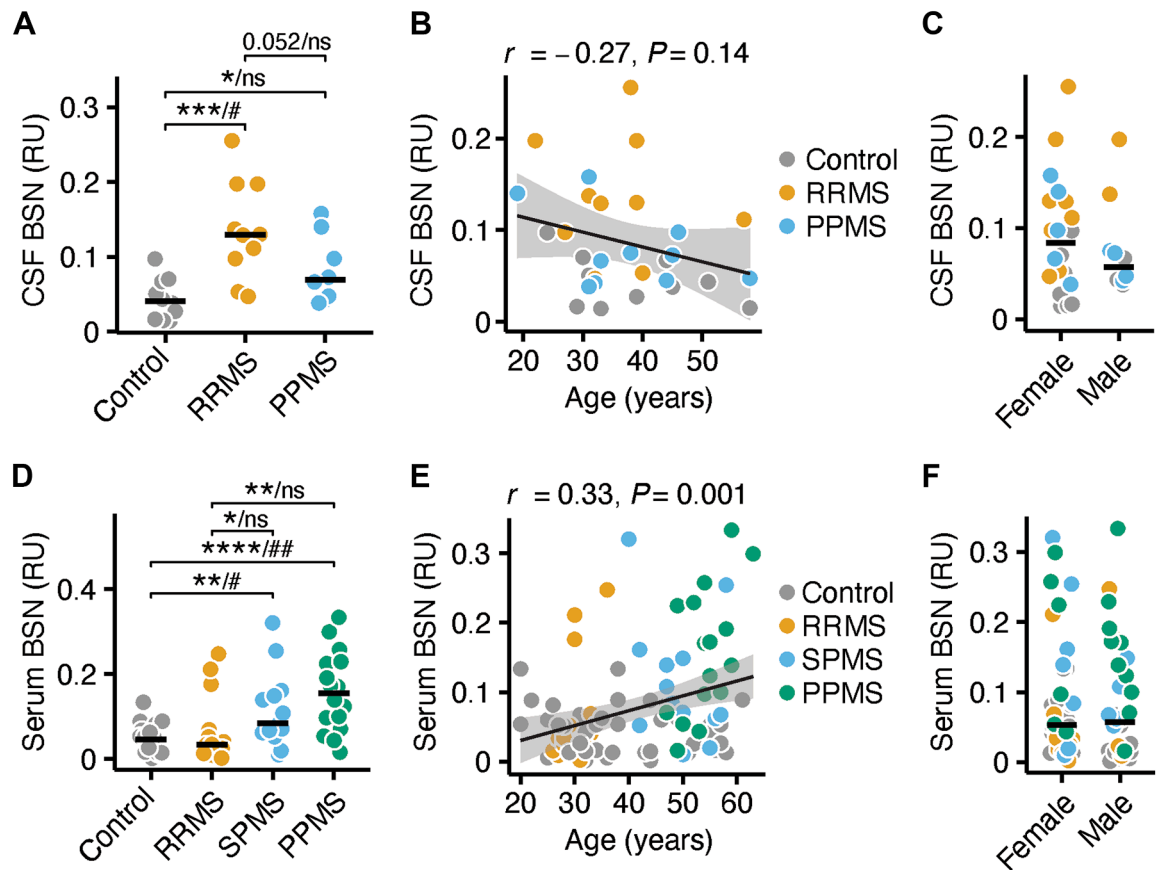 A
0.052/ns
*/ns
***/#
CSF BSN (RU)
0.3
0.2
0.1
0
Control
RRMS
PPMS
B
r = −0.27, P = 0.14
CSF BSN (RU)
0.2
0.1
0
20 30 40 50
Age (years)
Control
RRMS
PPMS
C
CSF BSN (RU)
0.2
0.1
0
Female
Male
D
**/ns
*/ns
****/##
**/#
Serum BSN (RU)
0.4
0.2
0
Control
RRMS
SPMS
PPMS
E
r = 0.33, P = 0.001
Serum BSN (RU)
0.3
0.2
0.1
0
20 30 40 50 60
Age (years)
Control
RRMS
SPMS
PPMS
F
Serum BSN (RU)
0.3
0.2
0.1
0
Female
Male